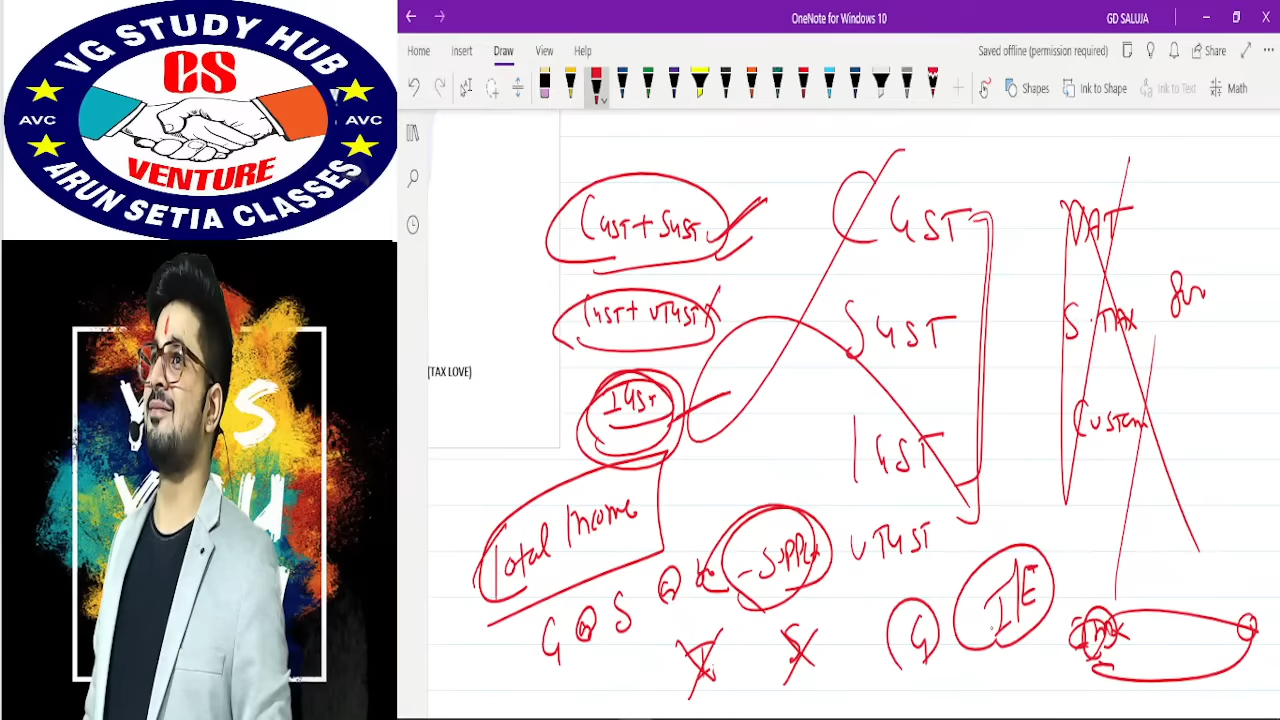 VG STUDY HUB
CS
AVC
AVC
VENTURE
ARUN SETIA CLASSES
OneNote for Windows 10
GD SALUJA
Home
Insert
Draw
View
Help
Saved offline (permission required)
Share
Shapes
Ink to Shape
Ink to Text
Math
(TAX LOVE)
CGST + SGST
CGST + UTGST
IGST
Total Income
CGST
SGST
IGST
UTGST
VAT
S. TAX
Custom
G or S
Supply
G
I/E